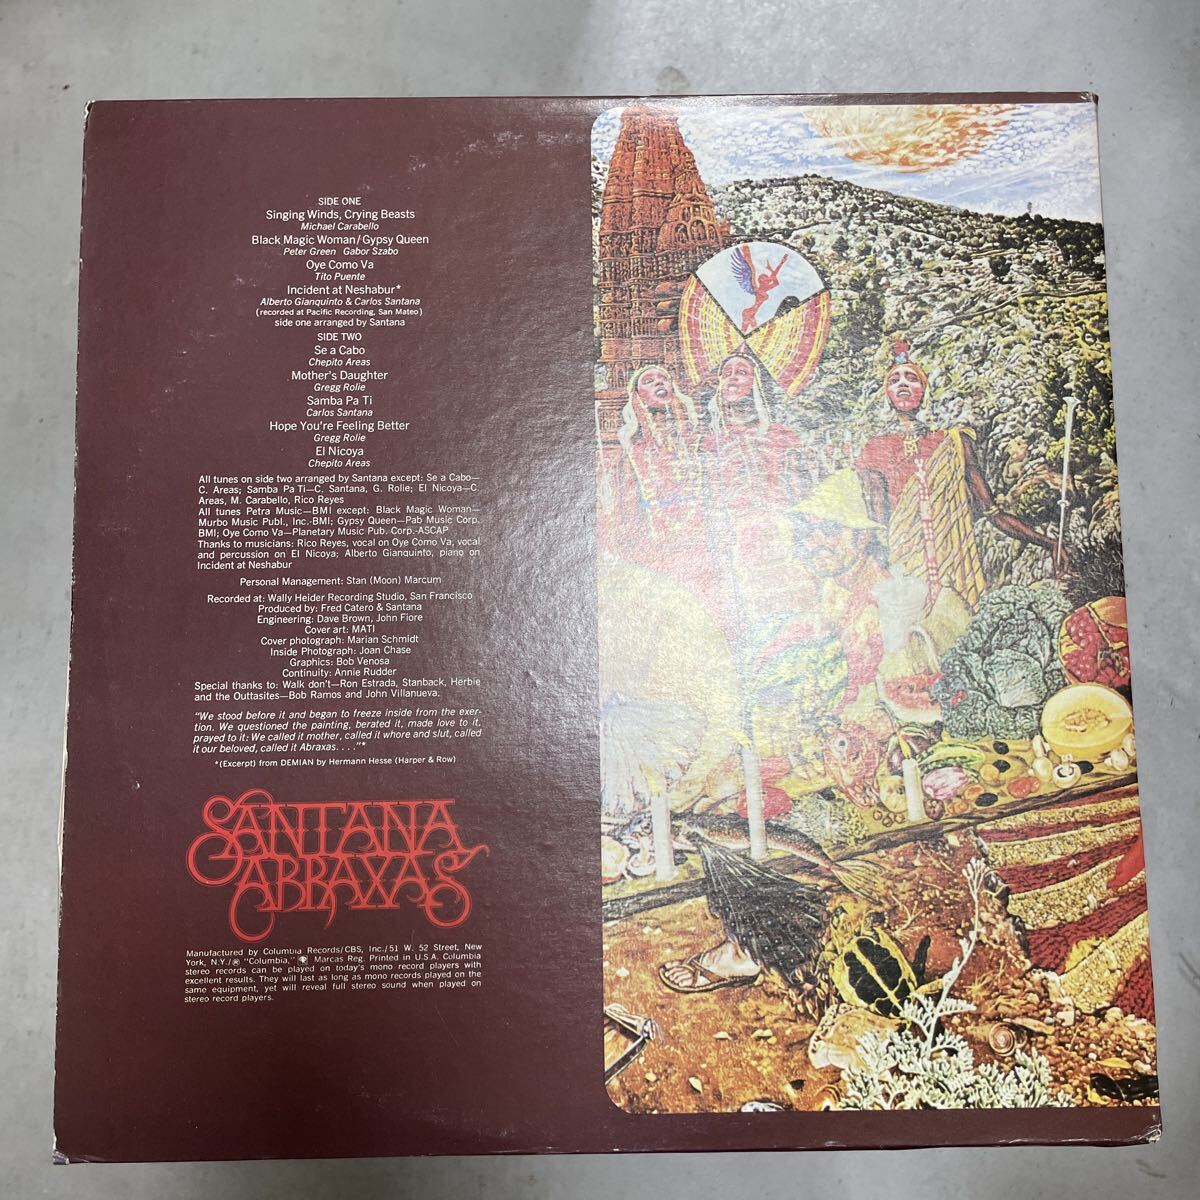 SIDE ONE
Singing Winds, Crying Beasts
Michael Carabello
Black Magic Woman/Gypsy Queen
Peter Green Gabor Szabo
Oye Como Va
Tito Puente
Incident at Neshabur*
Alberto Gianquinto & Carlos Santana
(recorded at Pacific Recording, San Mateo)
side one arranged by Santana
SIDE TWO
Se a Cabo
Chepito Areas
Mother's Daughter
Gregg Rolie
Samba Pa Ti
Carlos Santana
Hope You're Feeling Better
Gregg Rolie
El Nicoya
Chepito Areas
All tunes on side two arranged by Santana except: Se a Cabo—
C. Areas; Samba Pa Ti—C. Santana, G. Rolie; El Nicoya—C
Areas, M. Carabello, Rico Reyes
All tunes Petra Music—BMI except: Black Magic Woman—
Murbo Music Publ., Inc.-BMI; Gypsy Queen—Pab Music Corp.
BMI; Oye Como Va—Planetary Music Pub. Corp.-ASCAP
Thanks to musicians: Rico Reyes, vocal on Oye Como Va, vocal
and percussion on El Nicoya; Alberto Gianquinto, piano on
Incident at Neshabur
Personal Management: Stan (Moon) Marcum
Recorded at: Wally Heider Recording Studio, San Francisco
Produced by: Fred Catero & Santana
Engineering: Dave Brown, John Fiore
Cover art: MATI
Cover photograph: Marian Schmidt
Inside Photograph: Joan Chase
Graphics: Bob Venosa
Continuity: Annie Rudder
Special thanks to: Walk don't—Ron Estrada, Stanback, Herbie
and the Outtasites—Bob Ramos and John Villanueva.
"We stood before it and began to freeze inside from the exer-
tion. We questioned the painting, berated it, made love to it,
prayed to it: We called it mother, called it whore and slut, called
it our beloved, called it Abraxas. . . ."*
*(Excerpt) from DEMIAN by Hermann Hesse (Harper & Row)
SANTANA
ABRAXAS
Manufactured by Columbia Records/CBS, Inc./51 W. 52 Street, New
York, N.Y./℗ "Columbia," Marcas Reg. Printed in U.S.A. Columbia
stereo records can be played on today's mono record players with
excellent results. They will last as long as mono records played on the
same equipment, yet will reveal full stereo sound when played on
stereo record players.